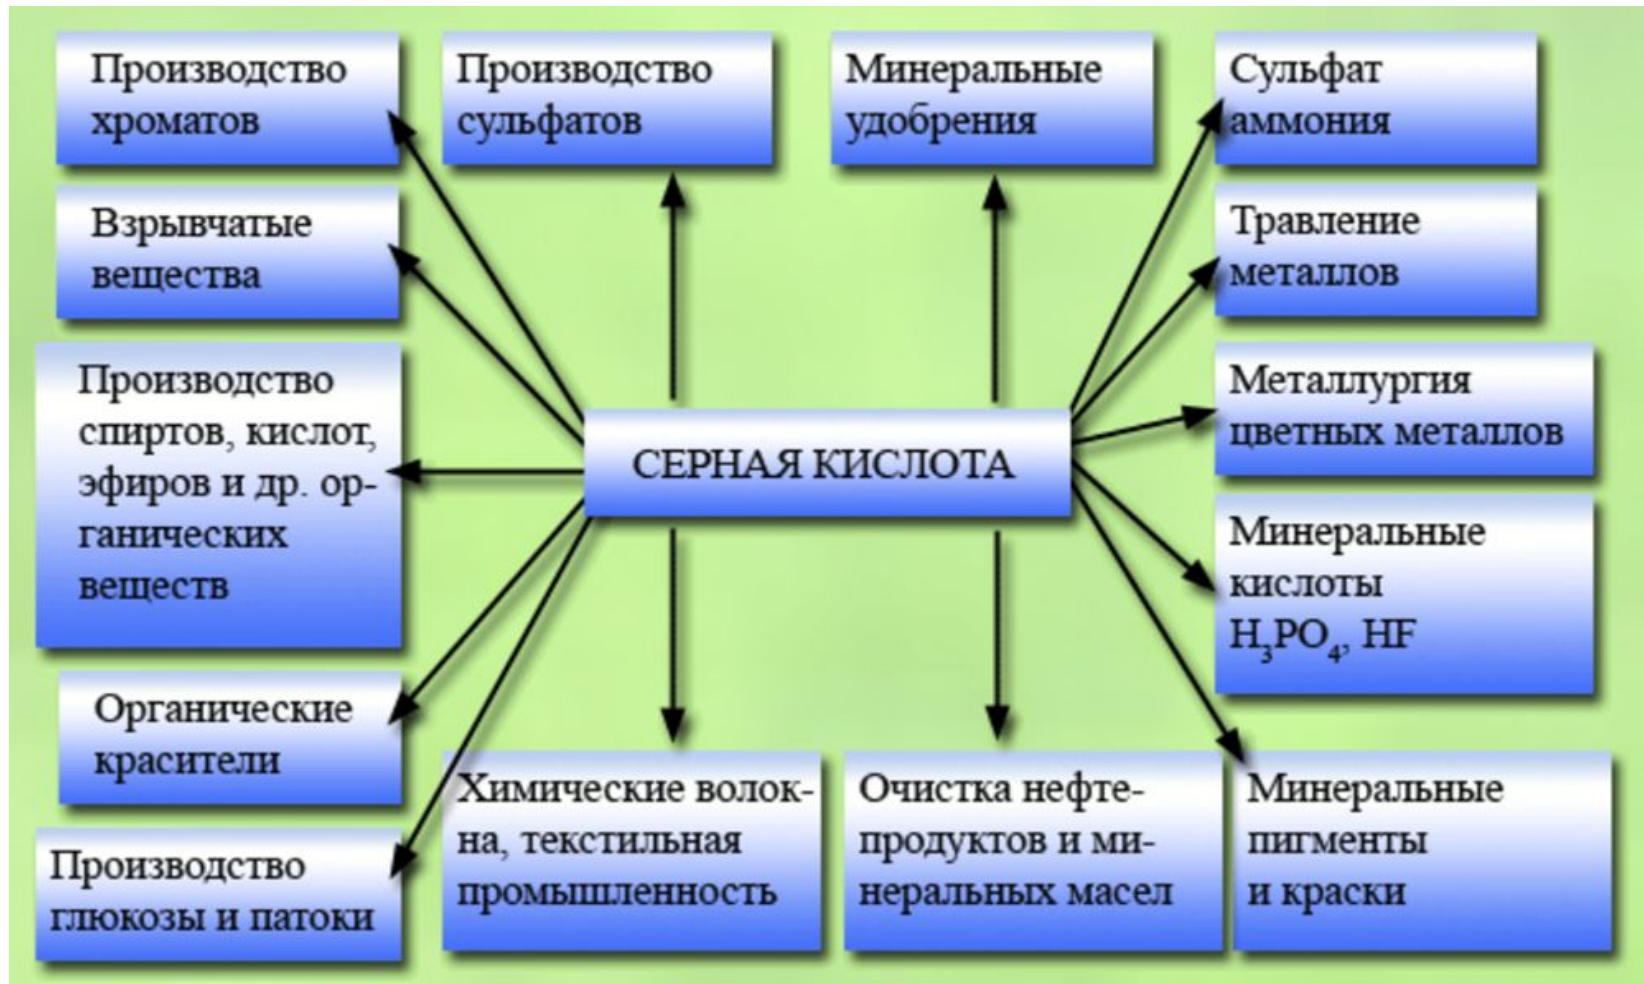 Производство
хроматов
Производство
сульфатов
Минеральные
удобрения
Сульфат
аммония
Взрывчатые
вещества
Травление
металлов
Производство
спиртов, кислот,
эфиров и др. ор-
ганических
веществ
СЕРНАЯ КИСЛОТА
Металлургия
цветных металлов
Минеральные
кислоты
H₃PO₄, HF
Органические
красители
Производство
глюкозы и патоки
Химические волок-
на, текстильная
промышленность
Очистка нефте-
продуктов и ми-
неральных масел
Минеральные
пигменты
и краски